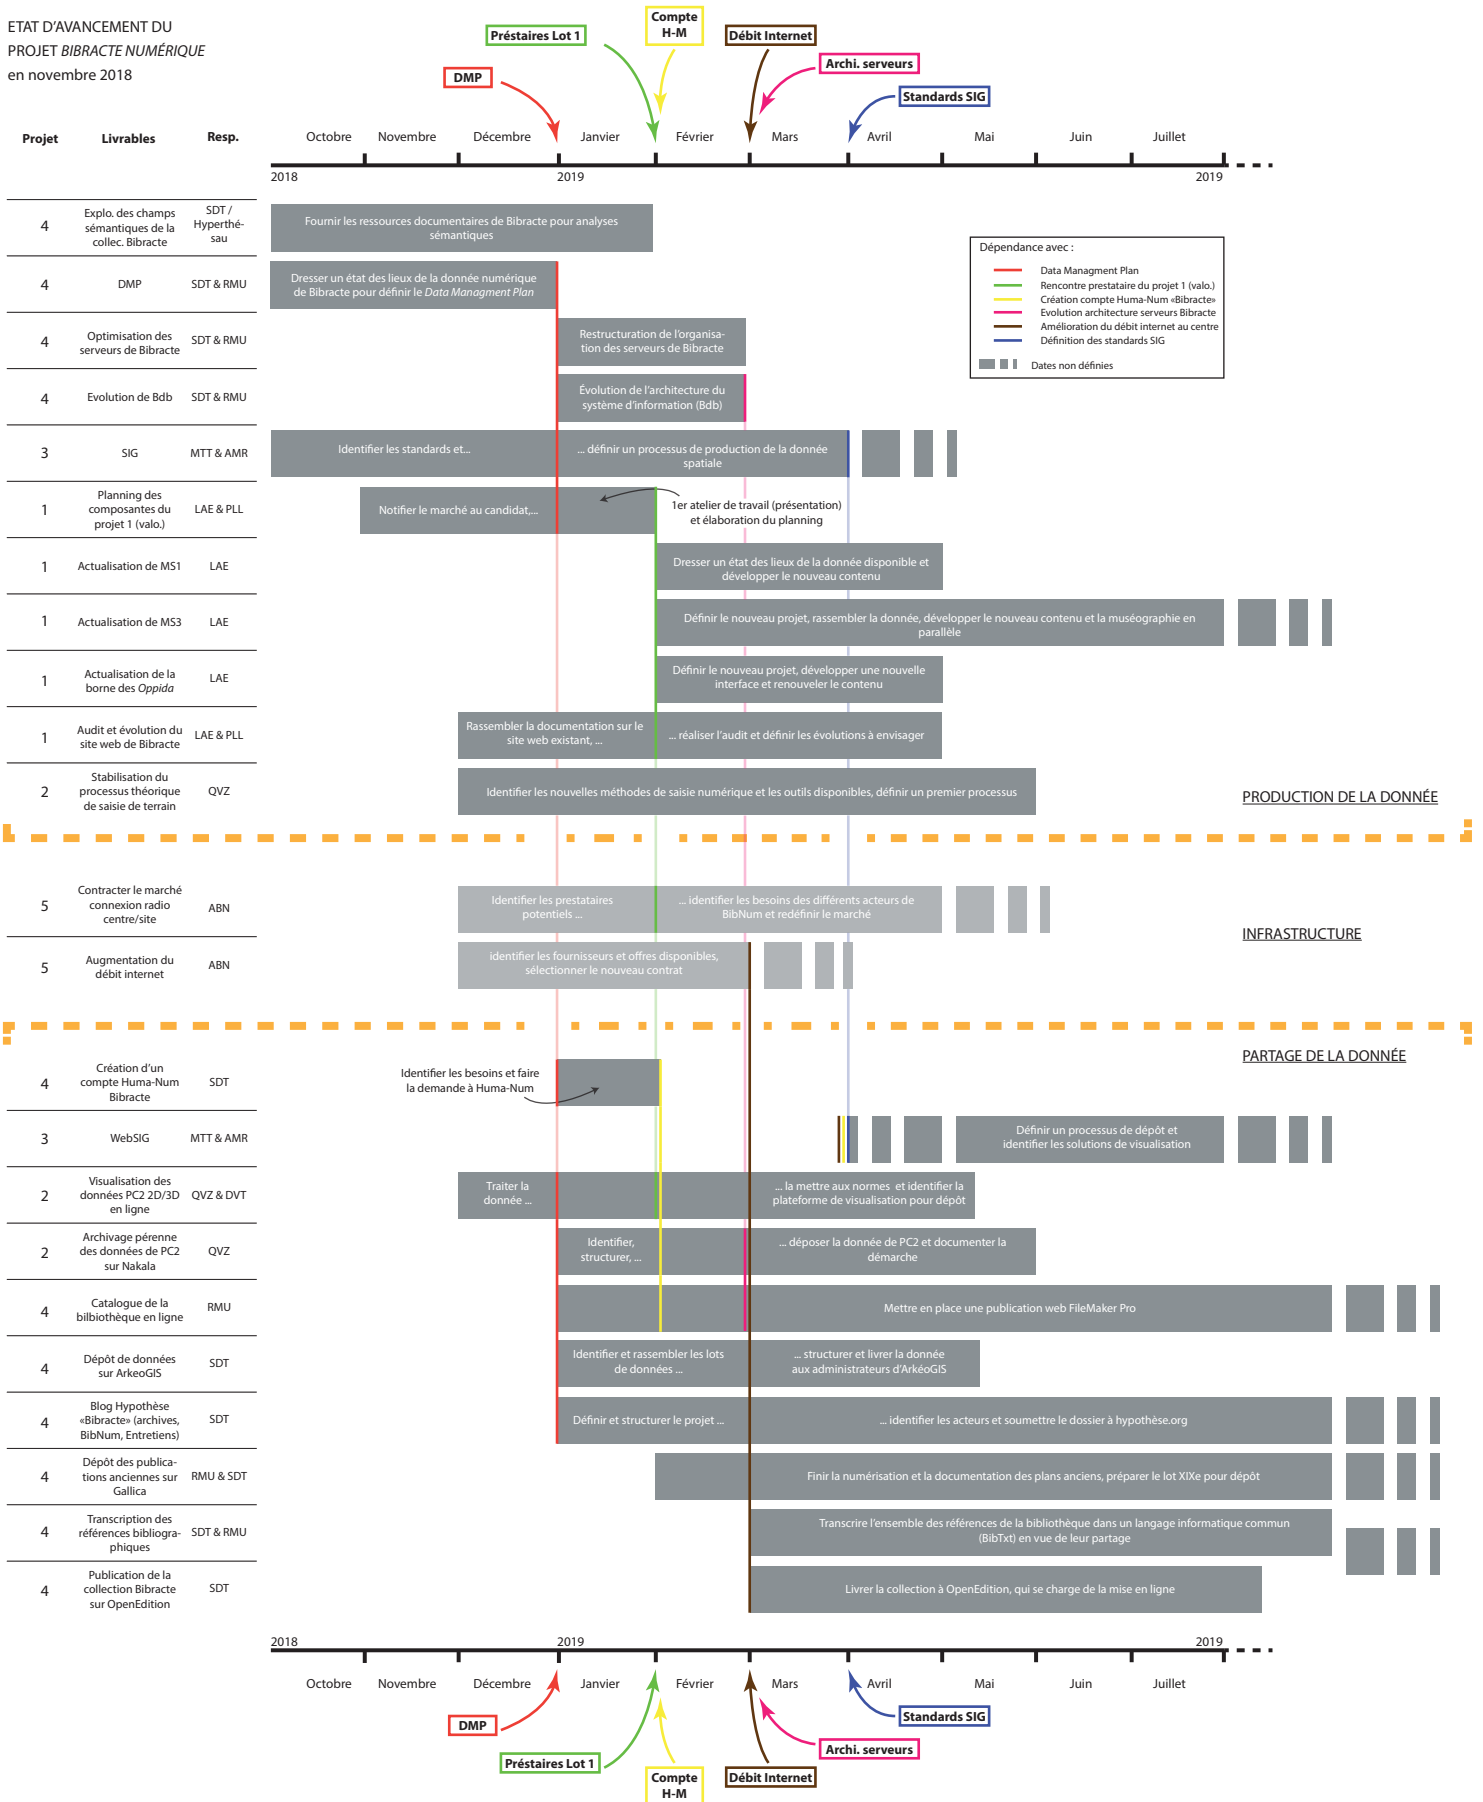 ETAT D'AVANCEMENT DU
PROJET BIBRACTE NUMÉRIQUE
en novembre 2018
Préstaires Lot 1
Compte
H-M
Débit Internet
DMP
Archi. serveurs
Standards SIG
Projet Livrables Resp.
Octobre Novembre Décembre Janvier Février Mars Avril Mai Juin Juillet
2018 2019 2019
4
Explo. des champs
sémantiques de la
collec. Bibracte
SDT /
Hyperthé-
sau
Fournir les ressources documentaires de Bibracte pour analyses
sémantiques
Dépendance avec :
Data Managment Plan
Rencontre prestataire du projet 1 (valo.)
Création compte Huma-Num «Bibracte»
Evolution architecture serveurs Bibracte
Amélioration du débit internet au centre
Définition des standards SIG
Dates non définies
4
DMP
SDT & RMU
Dresser un état des lieux de la donnée numérique
de Bibracte pour définir le Data Managment Plan
4
Optimisation des
serveurs de Bibracte
SDT & RMU
Restructuration de l'organisa-
tion des serveurs de Bibracte
4
Evolution de Bdb
SDT & RMU
Évolution de l'architecture du
système d'information (Bdb)
3
SIG
MTT & AMR
Identifier les standards et...
... définir un processus de production de la donnée
spatiale
1
Planning des
composantes du
projet 1 (valo.)
LAE & PLL
Notifier le marché au candidat,...
1er atelier de travail (présentation)
et élaboration du planning
1
Actualisation de MS1
LAE
Dresser un état des lieux de la donnée disponible et
développer le nouveau contenu
1
Actualisation de MS3
LAE
Définir le nouveau projet, rassembler la donnée, développer le nouveau contenu et la muséographie en
parallèle
1
Actualisation de la
borne des Oppida
LAE
Définir le nouveau projet, développer une nouvelle
interface et renouveler le contenu
1
Audit et évolution du
site web de Bibracte
LAE & PLL
Rassembler la documentation sur le
site web existant, ...
... réaliser l'audit et définir les évolutions à envisager
2
Stabilisation du
processus théorique
de saisie de terrain
QVZ
Identifier les nouvelles méthodes de saisie numérique et les outils disponibles, définir un premier processus
PRODUCTION DE LA DONNÉE
5
Contracter le marché
connexion radio
centre/site
ABN
Identifier les prestataires
potentiels ...
... identifier les besoins des différents acteurs de
BibNum et redéfinir le marché
INFRASTRUCTURE
5
Augmentation du
débit internet
ABN
identifier les fournisseurs et offres disponibles,
sélectionner le nouveau contrat
PARTAGE DE LA DONNÉE
4
Création d'un
compte Huma-Num
Bibracte
SDT
Identifier les besoins et faire
la demande à Huma-Num
3
WebSIG
MTT & AMR
Définir un processus de dépôt et
identifier les solutions de visualisation
2
Visualisation des
données PC2 2D/3D
en ligne
QVZ & DVT
Traiter la
donnée ...
... la mettre aux normes et identifier la
plateforme de visualisation pour dépôt
2
Archivage pérenne
des données de PC2
sur Nakala
QVZ
Identifier,
structurer, ...
... déposer la donnée de PC2 et documenter la
démarche
4
Catalogue de la
bilbiothèque en ligne
RMU
Mettre en place une publication web FileMaker Pro
4
Dépôt de données
sur ArkeoGIS
SDT
Identifier et rassembler les lots
de données ...
... structurer et livrer la donnée
aux administrateurs d'ArkéoGIS
4
Blog Hypothèse
«Bibracte» (archives,
BibNum, Entretiens)
SDT
Définir et structurer le projet ...
... identifier les acteurs et soumettre le dossier à hypothèse.org
4
Dépôt des publica-
tions anciennes sur
Gallica
RMU & SDT
Finir la numérisation et la documentation des plans anciens, préparer le lot XIXe pour dépôt
4
Transcription des
références bibliogra-
phiques
SDT & RMU
Transcrire l'ensemble des références de la bibliothèque dans un langage informatique commun
(BibTxt) en vue de leur partage
4
Publication de la
collection Bibracte
sur OpenEdition
SDT
Livrer la collection à OpenEdition, qui se charge de la mise en ligne
2018 2019 2019
Octobre Novembre Décembre Janvier Février Mars Avril Mai Juin Juillet
DMP
Standards SIG
Archi. serveurs
Préstaires Lot 1
Compte
H-M
Débit Internet